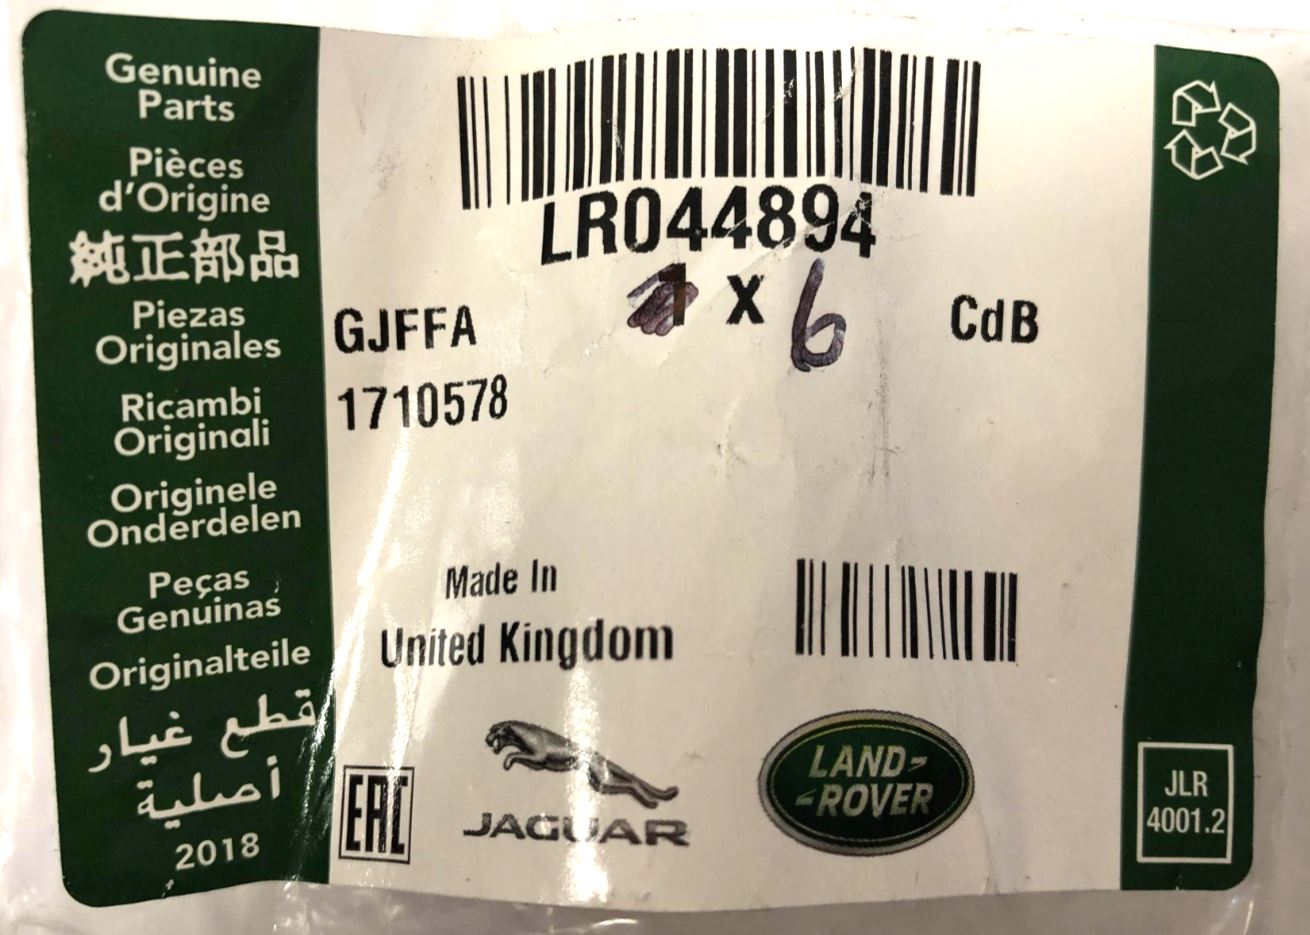 Genuine
Parts
Pièces
d'Origine
純正部品
Piezas
Originales
Ricambi
Originali
Originele
Onderdelen
Peças
Genuinas
Originalteile
قطع غيار
أصلية
2018
LR044894
X 6
CdB
GJFFA
1710578
Made In
United Kingdom
EAC
JAGUAR
LAND-
-ROVER
JLR
4001.2